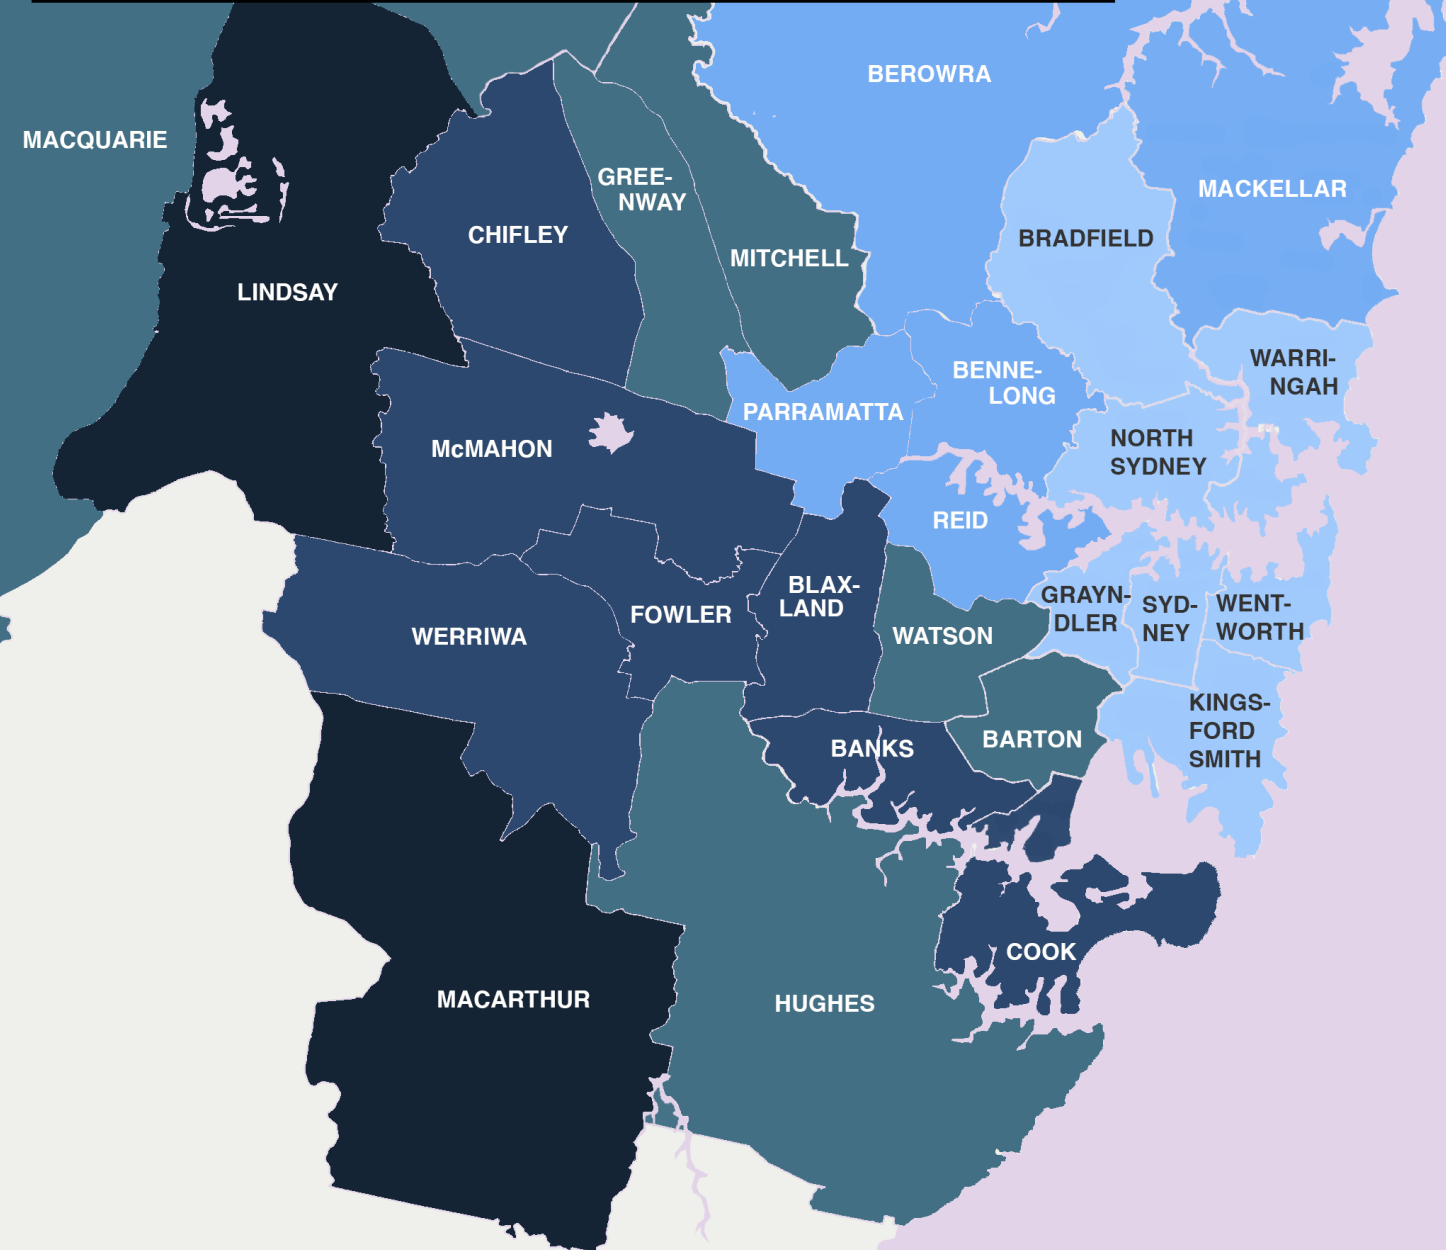 BEROWRA
MACQUARIE
GREE-
NWAY
MACKELLAR
CHIFLEY
BRADFIELD
MITCHELL
LINDSAY
WARRI-
NGAH
BENNE-
LONG
PARRAMATTA
McMAHON
NORTH
SYDNEY
REID
BLAX-
LAND
GRAYN-
DLER
SYD-
NEY
WENT-
WORTH
FOWLER
WERRIWA
WATSON
KINGS-
FORD
SMITH
BARTON
BANKS
COOK
MACARTHUR
HUGHES